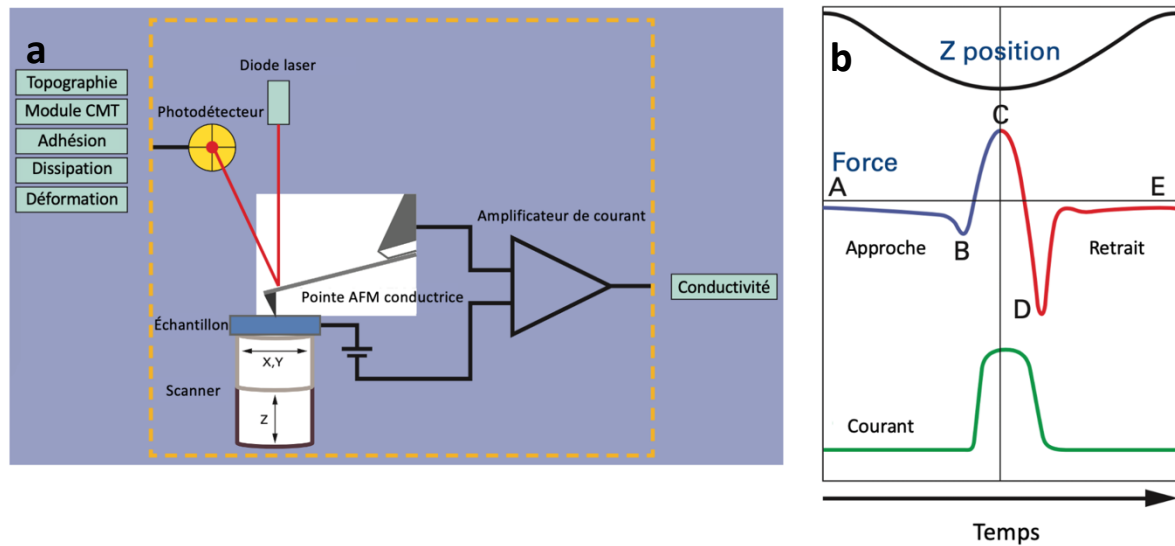 a
Topographie
Module CMT
Adhésion
Dissipation
Déformation
Diode laser
Photodétecteur
Amplificateur de courant
Pointe AFM conductrice
Conductivité
Échantillon
X,Y
Scanner
Z
b
Z position
C
Force
A
E
Approche
B
Retrait
D
Courant
Temps